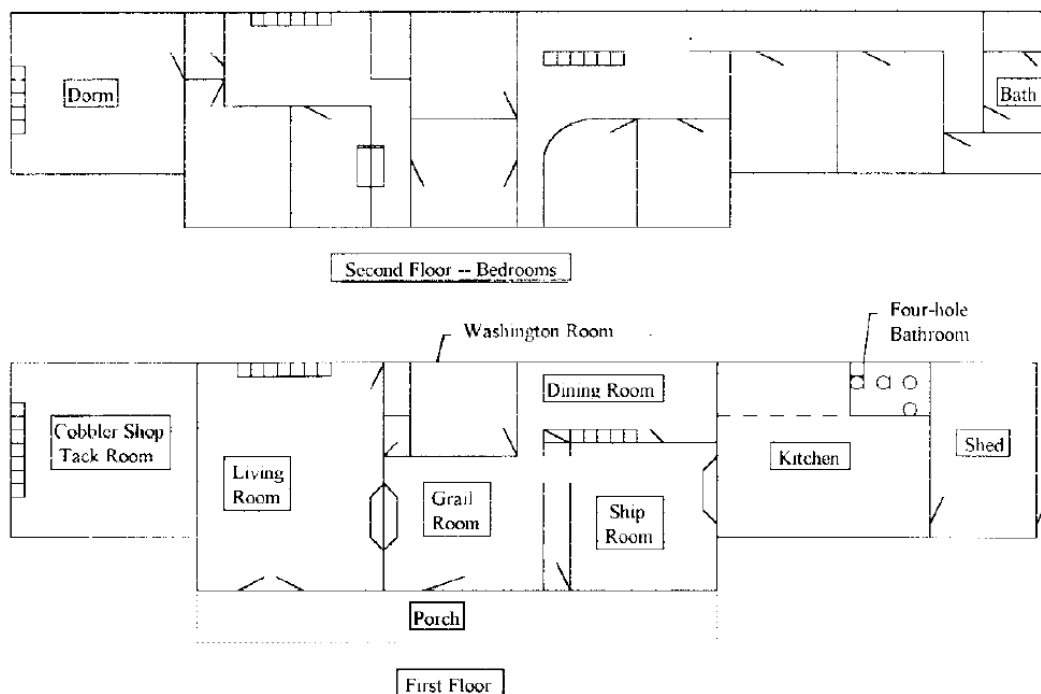 Dorm
Bath
Second Floor -- Bedrooms
Washington Room
Four-hole
Bathroom
Dining Room
Cobbler Shop
Tack Room
Living
Room
Grail
Room
Ship
Room
Kitchen
Shed
Porch
First Floor